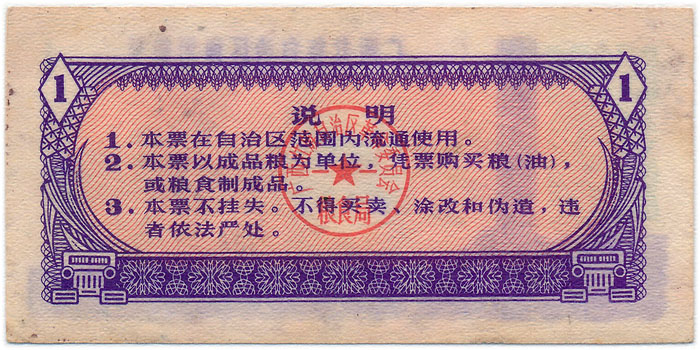 1 1
说 明
1. 本票在自治区范围内流通使用。
2. 本票以成品粮为单位，凭票购买粮(油)，
或粮食制成品。
3. 本票不挂失。不得买卖、涂改和伪造，违
者依法严处。
粮食局